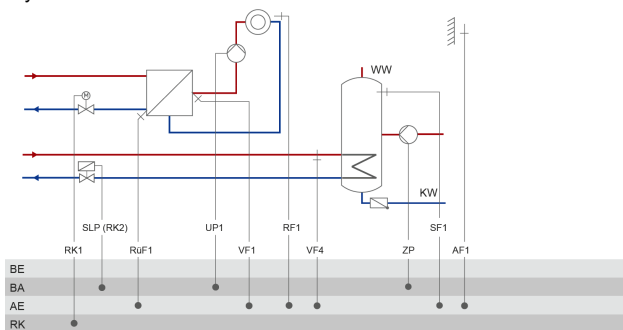 M
WW
KW
SLP (RK2)
UP1
RF1
SF1
RK1
RüF1
VF1
VF4
ZP
AF1
BE
BA
AE
RK